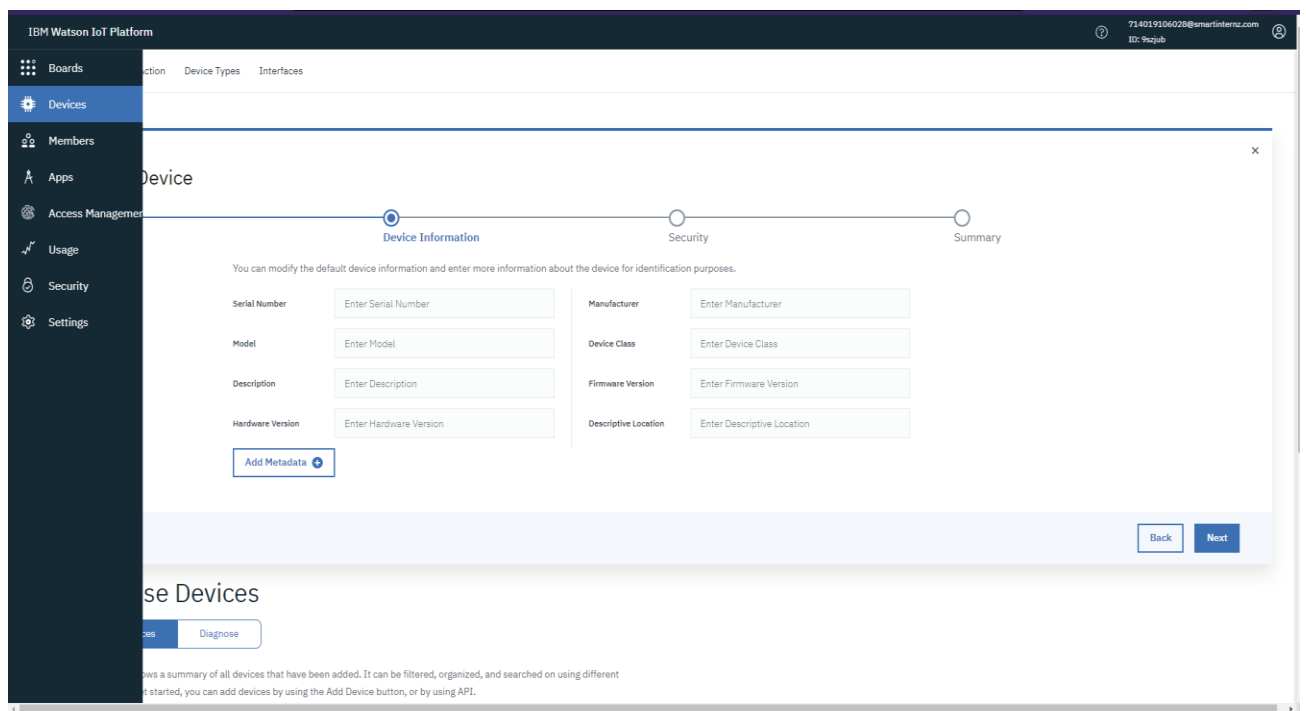 IBM Watson IoT Platform
714019106028@smartinternz.com
ID: 9szjub
Boards
Action Device Types Interfaces
Devices
Members
Apps
Device
Access Managemen
Usage
Security
Settings
Device Information
Security
Summary
You can modify the default device information and enter more information about the device for identification purposes.
Serial Number Enter Serial Number Manufacturer Enter Manufacturer
Model Enter Model Device Class Enter Device Class
Description Enter Description Firmware Version Enter Firmware Version
Hardware Version Enter Hardware Version Descriptive Location Enter Descriptive Location
Add Metadata
Back Next
se Devices
ces Diagnose
ows a summary of all devices that have been added. It can be filtered, organized, and searched on using different
t started, you can add devices by using the Add Device button, or by using API.